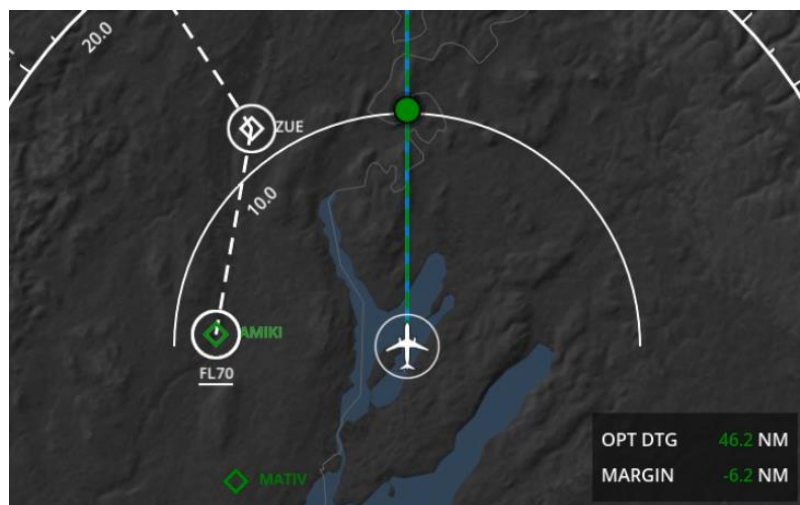 20.0
ZUE
10.0
AMIKI
FL70
OPT DTG 46.2 NM
MARGIN -6.2 NM
MATIV